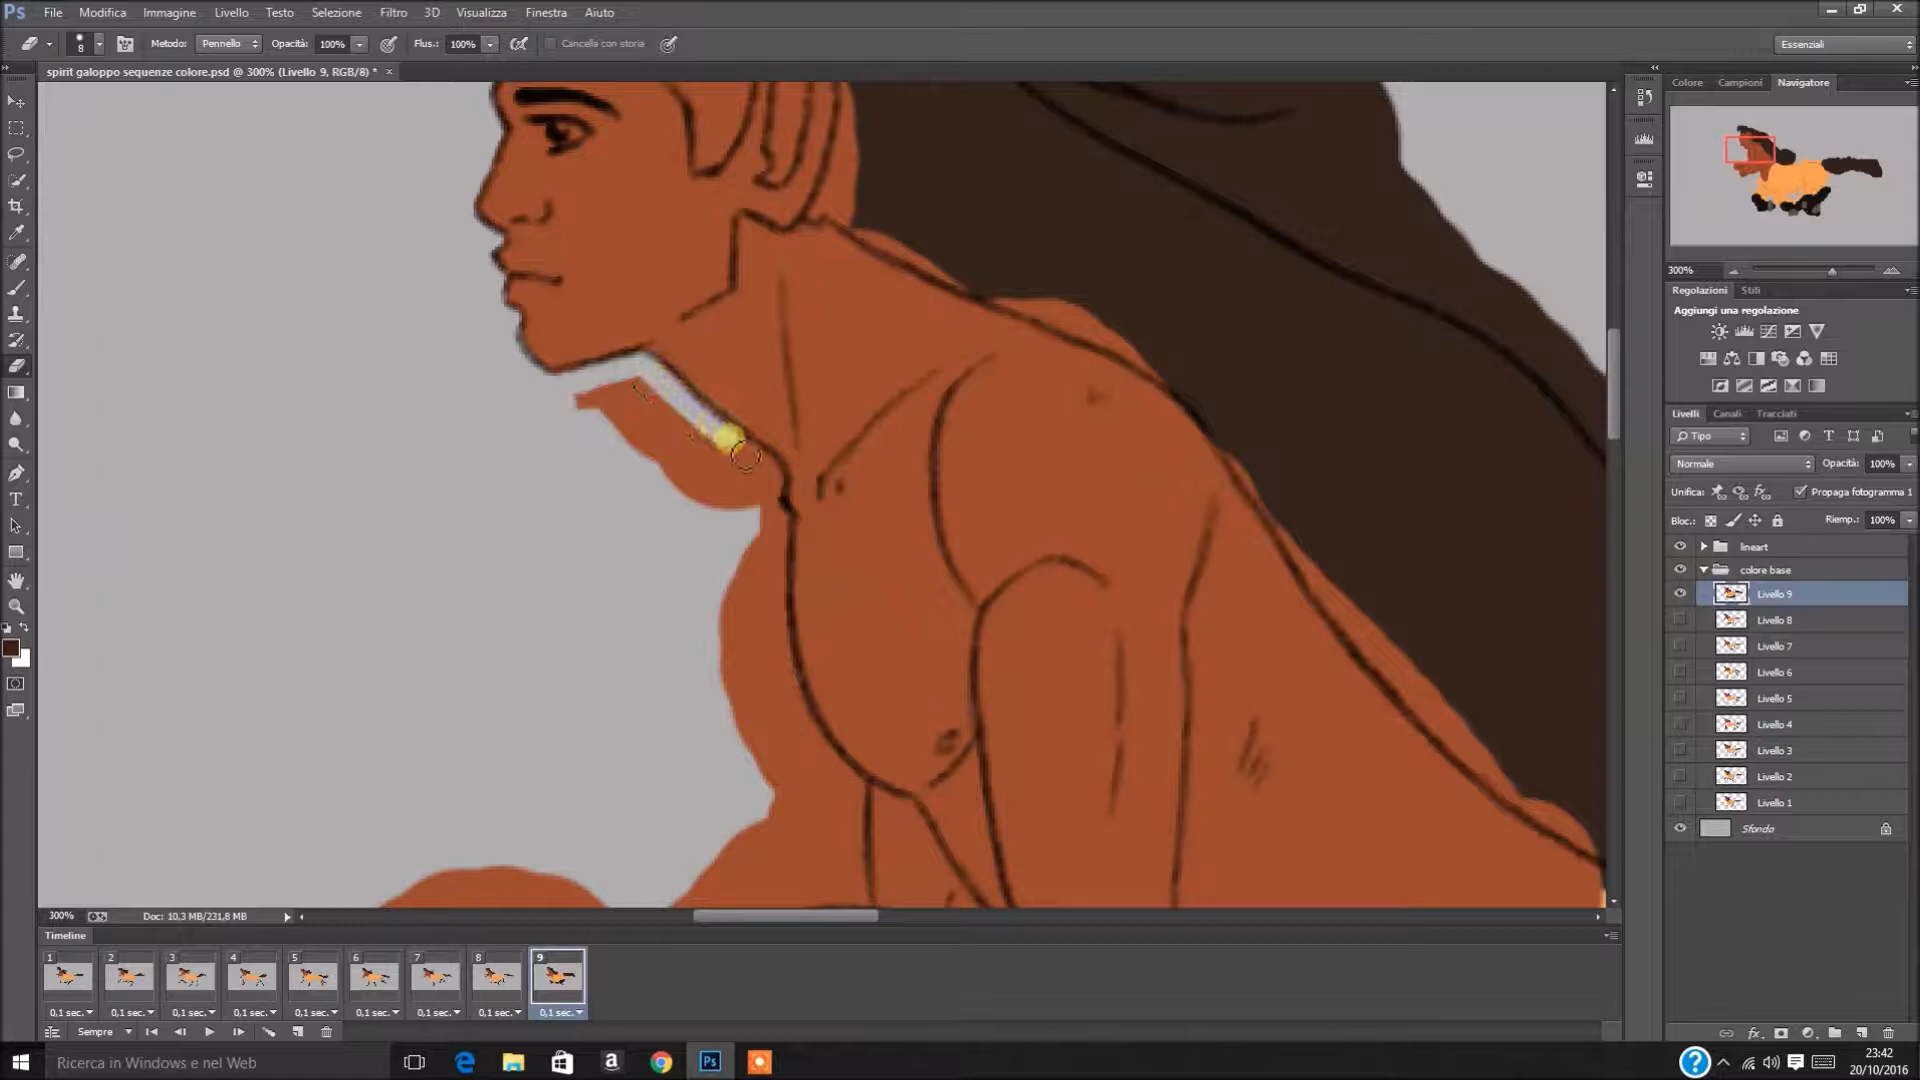 Ps File Modifica Immagine Livello Testo Selezione Filtro 3D Visualizza Finestra Aiuto
8 Metodo: Pennello Opacità: 100% Flus.: 100% Cancella con storia Essenziali
spirit galoppo sequenze colore.psd @ 300% (Livello 9, RGB/8) * ×
Colore Campioni Navigatore
300%
Regolazioni Stili
Aggiungi una regolazione
Livelli Canali Tracciati
Tipo
Normale Opacità: 100%
Unifica: Propaga fotogramma 1
Bloc.: Riemp.: 100%
lineart
colore base
Livello 9
Livello 8
Livello 7
Livello 6
Livello 5
Livello 4
Livello 3
Livello 2
Livello 1
Sfondo
300% Doc: 10,3 MB/231,8 MB
Timeline
1 2 3 4 5 6 7 8 9
0,1 sec. 0,1 sec. 0,1 sec. 0,1 sec. 0,1 sec. 0,1 sec. 0,1 sec. 0,1 sec. 0,1 sec.
Sempre
Ricerca in Windows e nel Web
Ps
23:42
20/10/2016